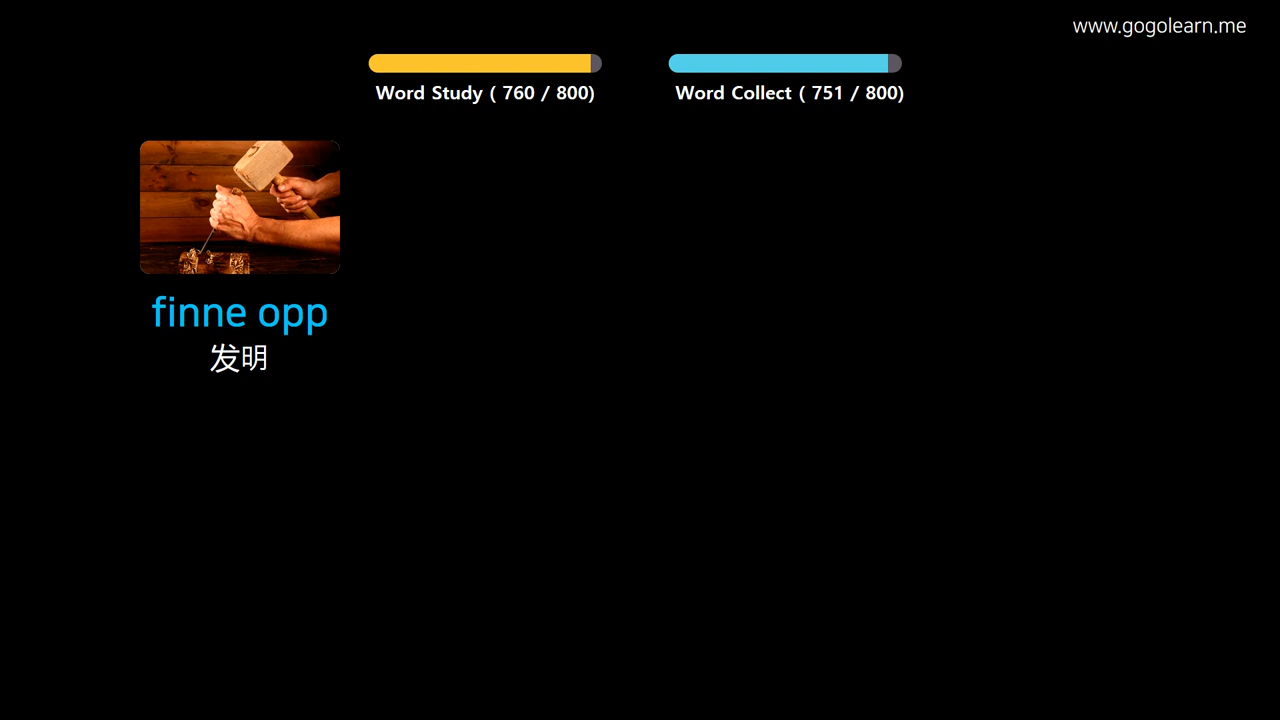 www.gogolearn.me
Word Study ( 760 / 800)
Word Collect ( 751 / 800)
finne opp
发明